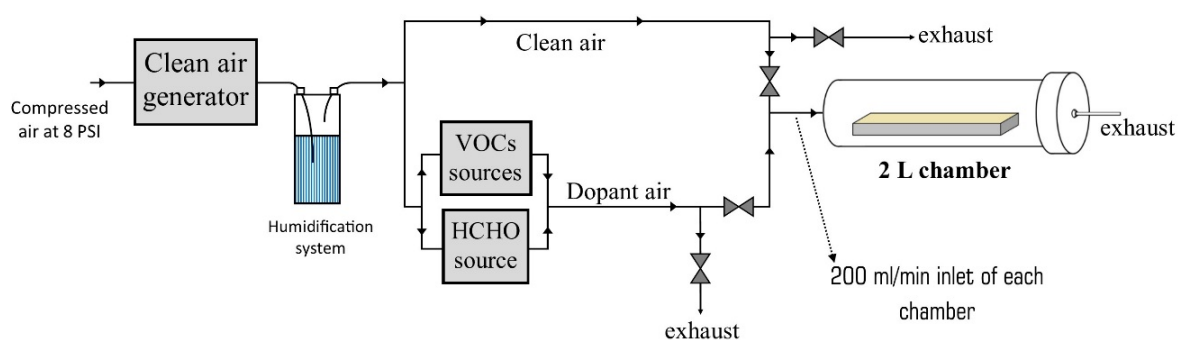 Clean air
generator
Compressed
air at 8 PSI
Humidification
system
Clean air
VOCs
sources
HCHO
source
Dopant air
exhaust
exhaust
exhaust
2 L chamber
200 ml/min inlet of each
chamber